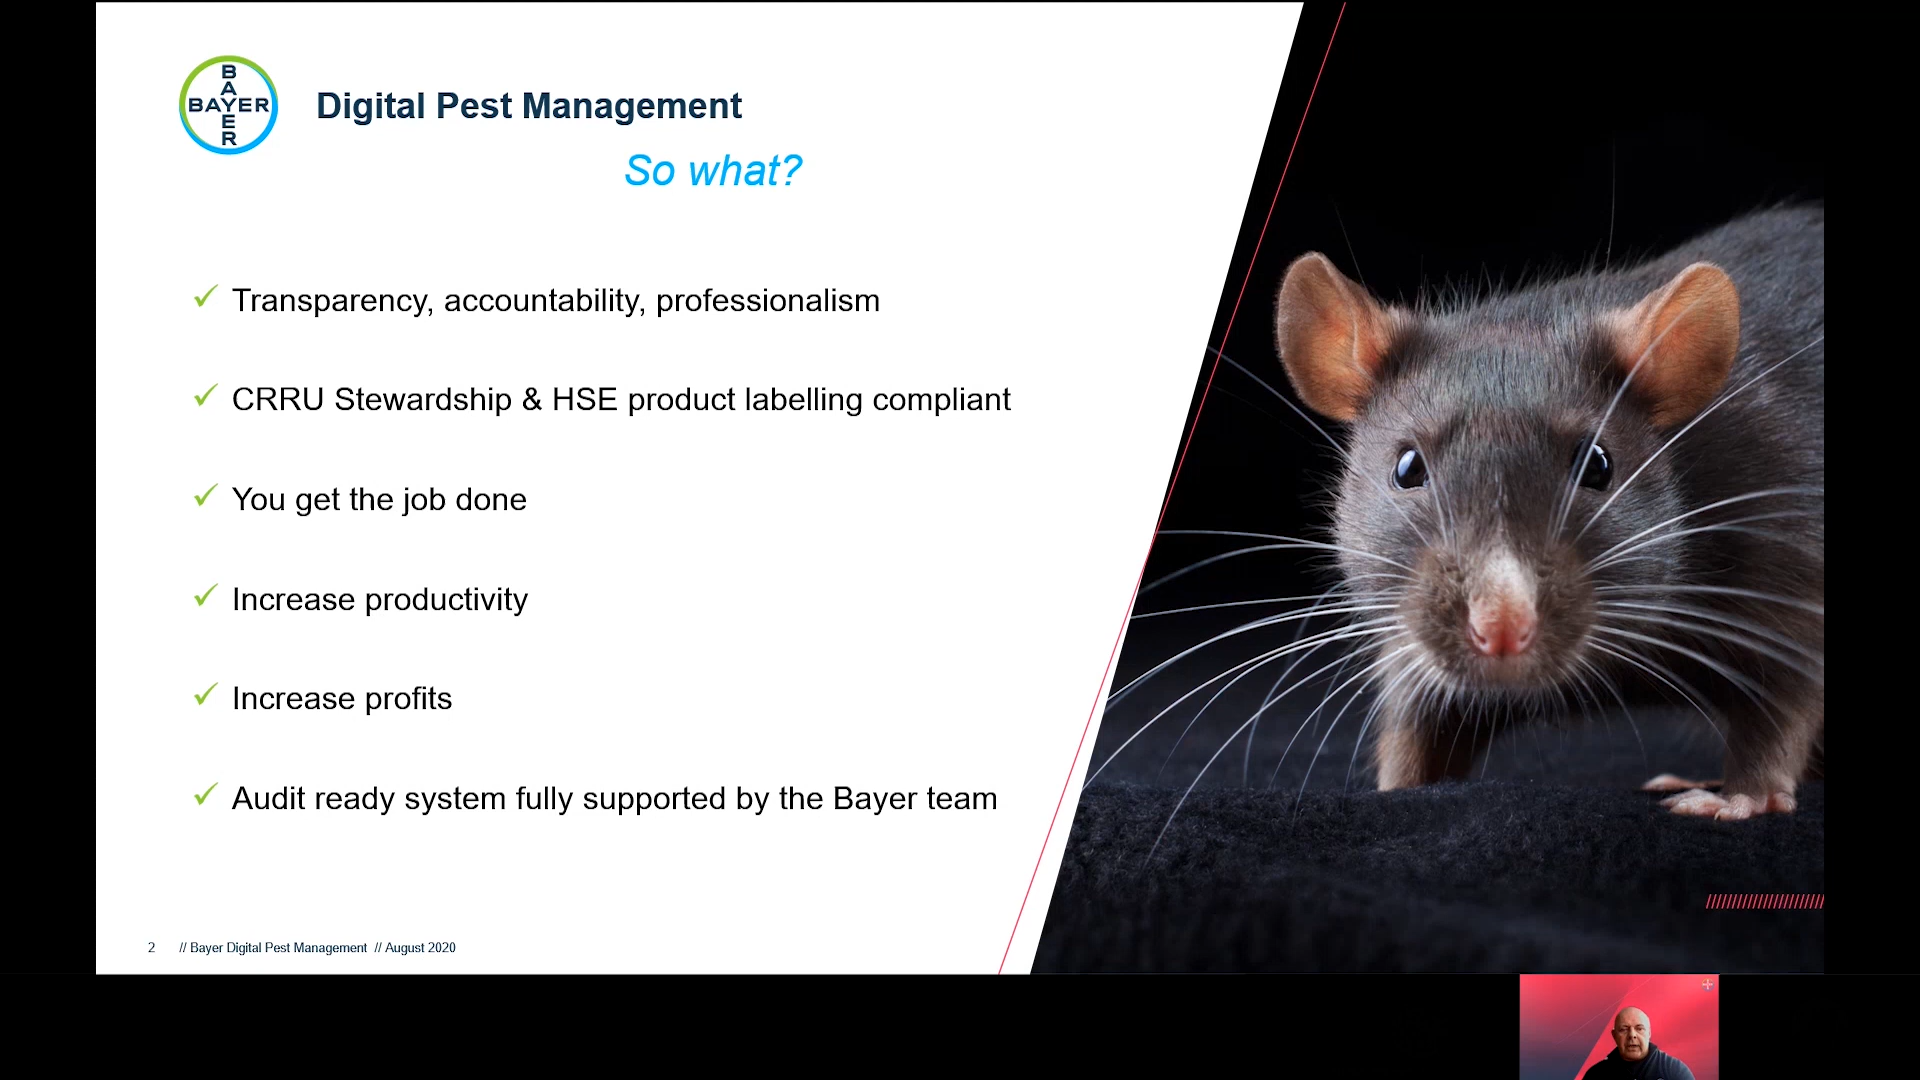 BAYER
BAYER
Digital Pest Management
So what?
Transparency, accountability, professionalism
CRRU Stewardship & HSE product labelling compliant
You get the job done
Increase productivity
Increase profits
Audit ready system fully supported by the Bayer team
2 // Bayer Digital Pest Management // August 2020